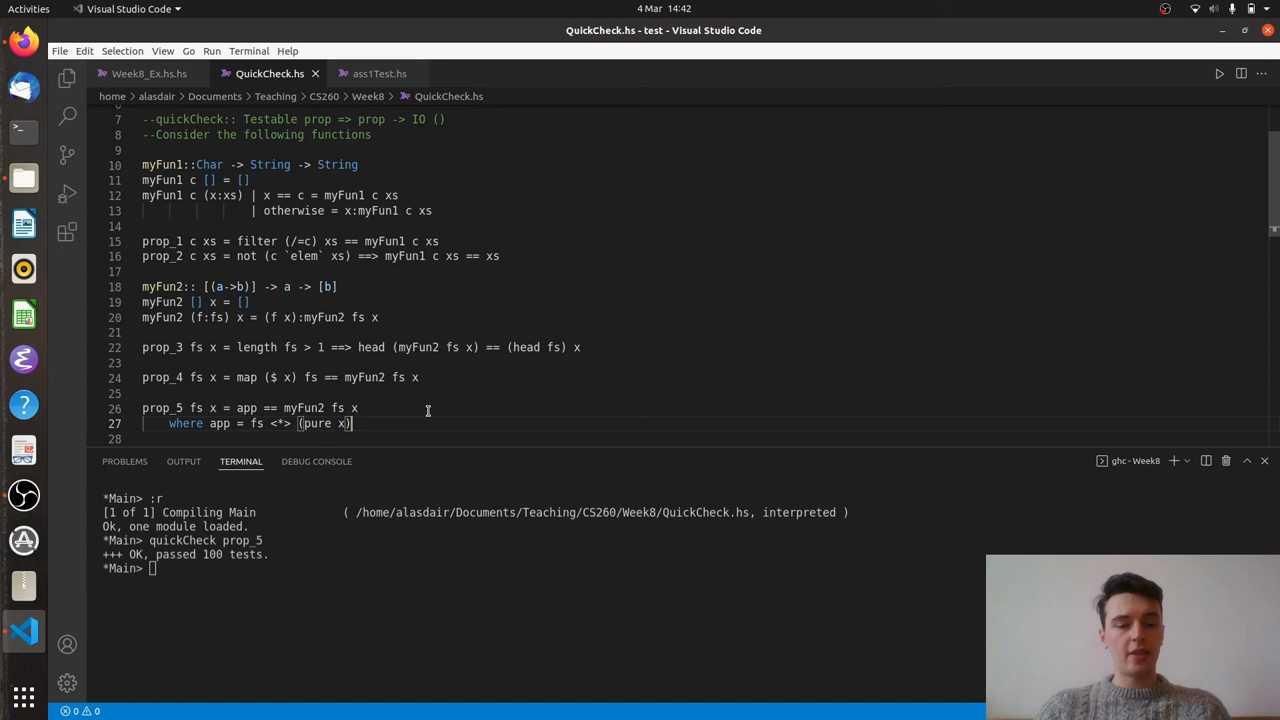 Activities
Visual Studio Code
4 Mar 14:42
QuickCheck.hs - test - Visual Studio Code
File Edit Selection View Go Run Terminal Help
Week8_Ex.hs.hs
QuickCheck.hs
ass1Test.hs
home > alasdair > Documents > Teaching > CS260 > Week8 > QuickCheck.hs
7 --quickCheck:: Testable prop => prop -> IO ()
8 --Consider the following functions
9
10 myFun1::Char -> String -> String
11 myFun1 c [] = []
12 myFun1 c (x:xs) | x == c = myFun1 c xs
13 | otherwise = x:myFun1 c xs
14
15 prop_1 c xs = filter (/=c) xs == myFun1 c xs
16 prop_2 c xs = not (c `elem` xs) ==> myFun1 c xs == xs
17
18 myFun2:: [(a->b)] -> a -> [b]
19 myFun2 [] x = []
20 myFun2 (f:fs) x = (f x):myFun2 fs x
21
22 prop_3 fs x = length fs > 1 ==> head (myFun2 fs x) == (head fs) x
23
24 prop_4 fs x = map ($ x) fs == myFun2 fs x
25
26 prop_5 fs x = app == myFun2 fs x
27 where app = fs <*> (pure x)
28
PROBLEMS OUTPUT TERMINAL DEBUG CONSOLE
ghc - Week8
*Main> :r
[1 of 1] Compiling Main ( /home/alasdair/Documents/Teaching/CS260/Week8/QuickCheck.hs, interpreted )
Ok, one module loaded.
*Main> quickCheck prop_5
+++ OK, passed 100 tests.
*Main>
0 0